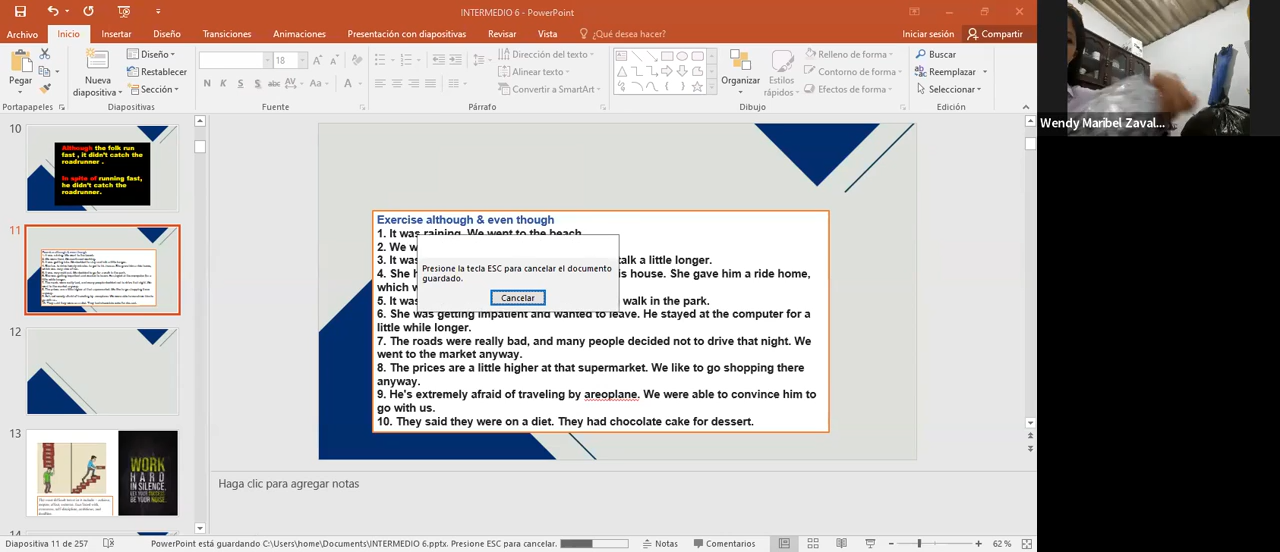 INTERMEDIO 6 - PowerPoint
Archivo Inicio Insertar Diseño Transiciones Animaciones Presentación con diapositivas Revisar Vista ¿Qué desea hacer? Iniciar sesión Compartir
Pegar
Nueva diapositiva
Diseño
Restablecer
Sección
18
N K S S
Dirección del texto
Alinear texto
Convertir a SmartArt
Organizar
Estilos rápidos
Relleno de forma
Contorno de forma
Efectos de forma
Buscar
Reemplazar
Seleccionar
Portapapeles Diapositivas Fuente Párrafo Dibujo Edición
Wendy Maribel Zaval...
10
Although the folk run
fast , it didn't catch the
roadrunner .
In spite of running fast,
he didn't catch the
roadrunner.
11
12
13
WORK
HARD
IN SILENCE.
14
Exercise although & even though
1. It was raining. We went to the beach.
2. We w
3. It was talk a little longer.
4. She h is house. She gave him a ride home,
which w
5. It was walk in the park.
6. She was getting impatient and wanted to leave. He stayed at the computer for a
little while longer.
7. The roads were really bad, and many people decided not to drive that night. We
went to the market anyway.
8. The prices are a little higher at that supermarket. We like to go shopping there
anyway.
9. He's extremely afraid of traveling by areoplane. We were able to convince him to
go with us.
10. They said they were on a diet. They had chocolate cake for dessert.
Presione la tecla ESC para cancelar el documento
guardado.
Cancelar
Haga clic para agregar notas
Diapositiva 11 de 257 PowerPoint está guardando C:\Users\home\Documents\INTERMEDIO 6.pptx. Presione ESC para cancelar. Notas Comentarios 62 %